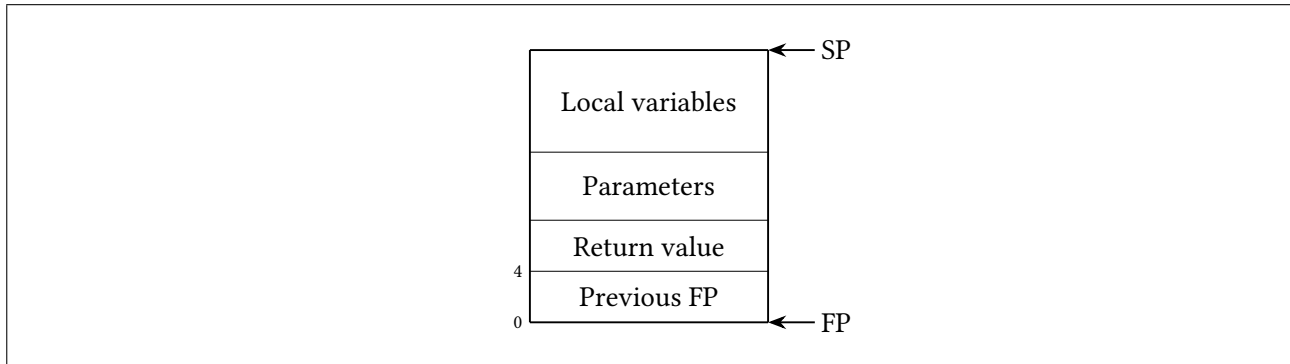 SP
Local variables
Parameters
Return value
4
Previous FP
0
FP